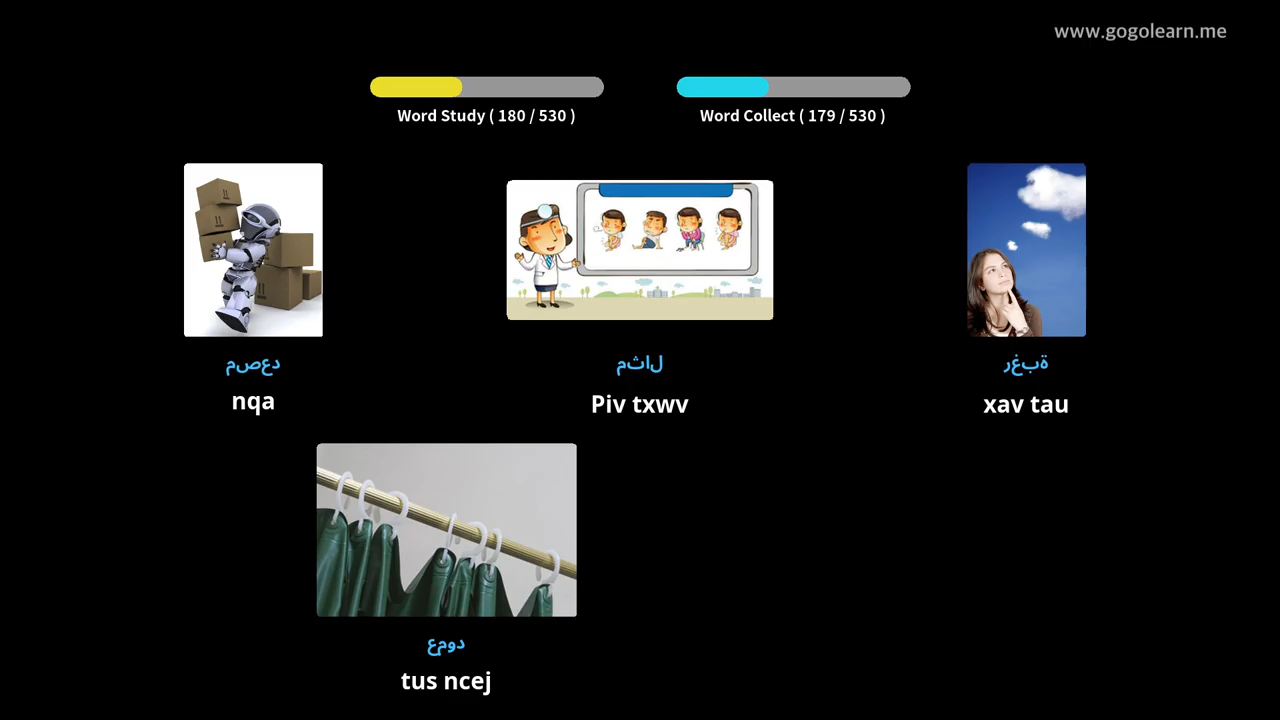 www.gogolearn.me
Word Study ( 180 / 530 )
Word Collect ( 179 / 530 )
مصعد
nqa
مثال
Piv txwv
رغبة
xav tau
عمود
tus ncej